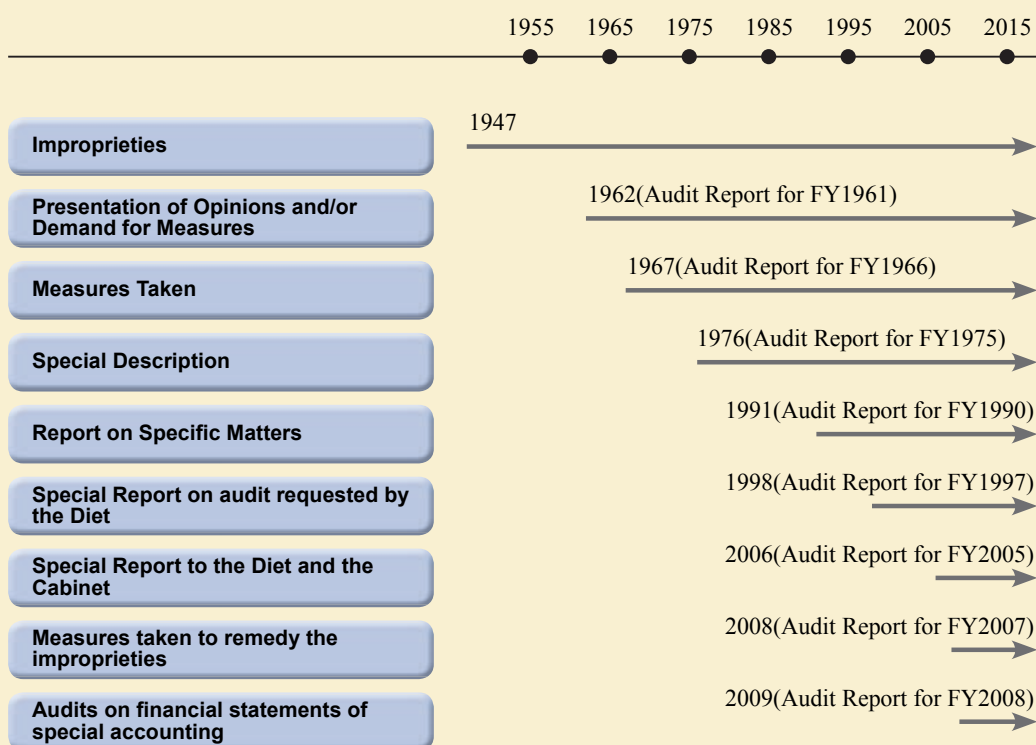 1955 1965 1975 1985 1995 2005 2015
Improprieties
1947
Presentation of Opinions and/or
Demand for Measures
1962(Audit Report for FY1961)
Measures Taken
1967(Audit Report for FY1966)
Special Description
1976(Audit Report for FY1975)
Report on Specific Matters
1991(Audit Report for FY1990)
Special Report on audit requested by
the Diet
1998(Audit Report for FY1997)
Special Report to the Diet and the
Cabinet
2006(Audit Report for FY2005)
Measures taken to remedy the
improprieties
2008(Audit Report for FY2007)
Audits on financial statements of
special accounting
2009(Audit Report for FY2008)